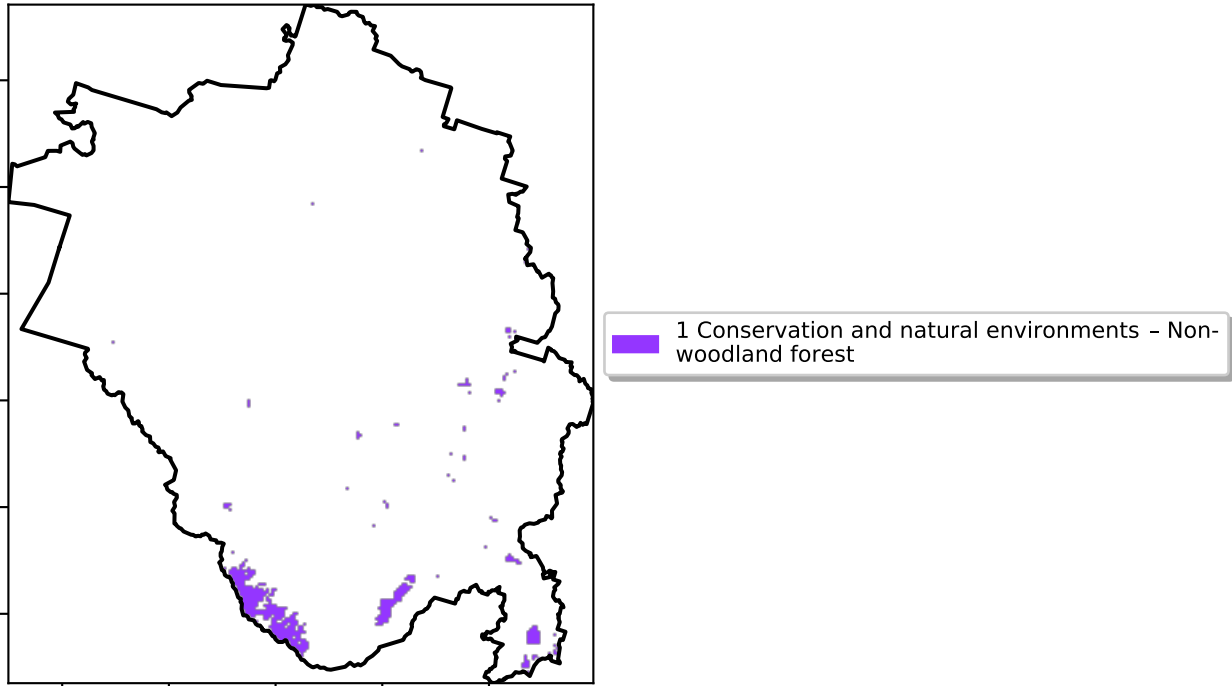 1 Conservation and natural environments – Non-
woodland forest